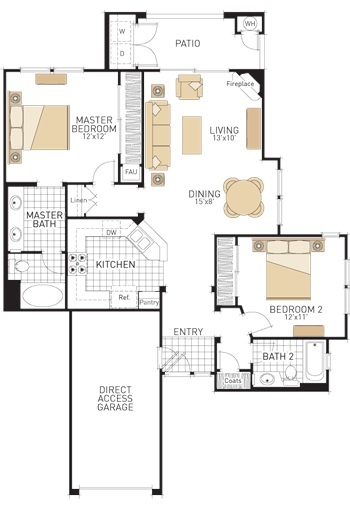 W
D
PATIO
WH
Fireplace
MASTER
BEDROOM
12'x12'
LIVING
13'x10'
FAU
DINING
15'x8'
Linen
MASTER
BATH
DW
KITCHEN
Ref.
Pantry
BEDROOM 2
12'x11'
ENTRY
BATH 2
Coats
DIRECT
ACCESS
GARAGE